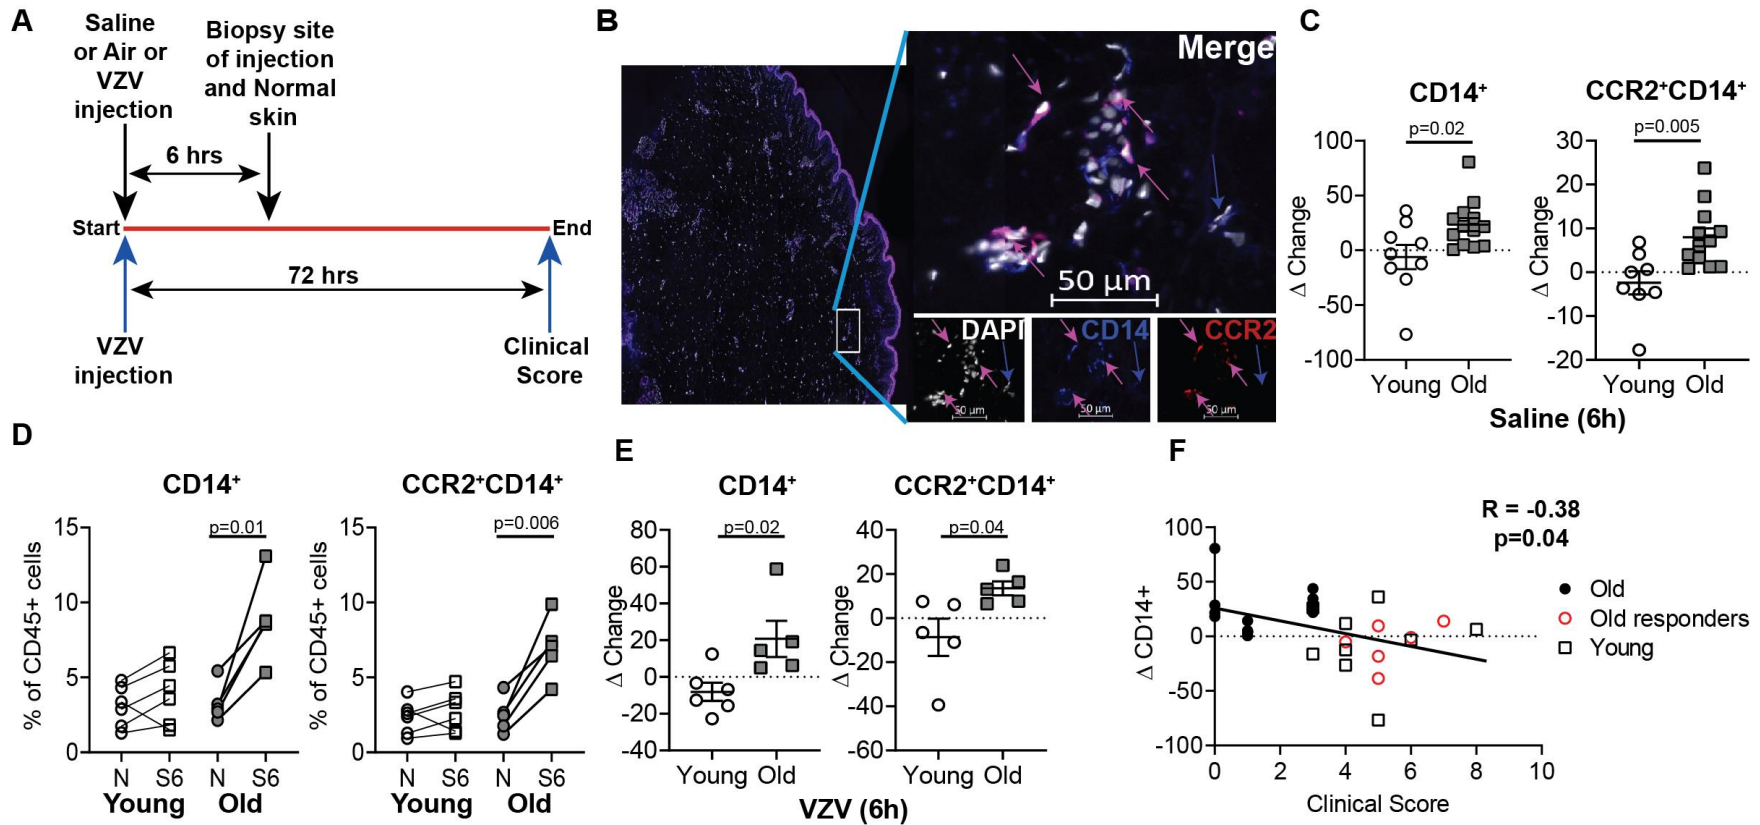 A
Saline
or Air or
VZV
injection
Biopsy site
of injection
and Normal
skin
6 hrs
Start
End
72 hrs
VZV
injection
Clinical
Score
B
Merge
50 µm
DAPI
50 µm
CD14
50 µm
CCR2
50 µm
C
CD14+
p=0.02
100
50
0
-50
-100
Δ Change
Young Old
CCR2+CD14+
p=0.005
30
20
10
0
-10
-20
Δ Change
Young Old
Saline (6h)
D
CD14+
p=0.01
15
10
5
0
% of CD45+ cells
N S6 N S6
Young Old
CCR2+CD14+
p=0.006
15
10
5
0
% of CD45+ cells
N S6 N S6
Young Old
E
CD14+
p=0.02
80
60
40
20
0
-20
-40
Δ Change
Young Old
CCR2+CD14+
p=0.04
40
20
0
-20
-40
-60
Δ Change
Young Old
VZV (6h)
F
R = -0.38
p=0.04
100
50
0
-50
-100
Δ CD14+
0 2 4 6 8 10
Clinical Score
Old
Old responders
Young